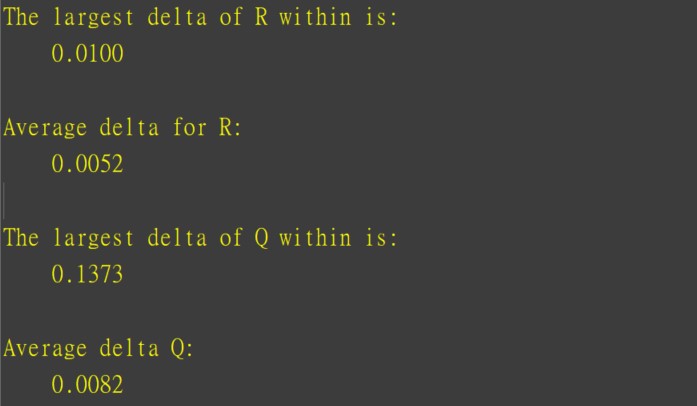 The largest delta of R within is:
0.0100
Average delta for R:
0.0052
The largest delta of Q within is:
0.1373
Average delta Q:
0.0082